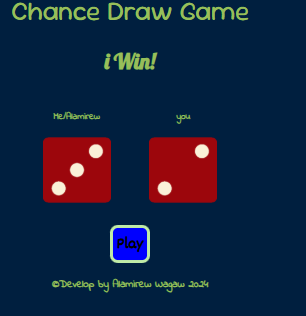 Chance Draw Game
i Win!
Me/Alamirew
you
Play
©Develop by Alamirew Wagaw 2024